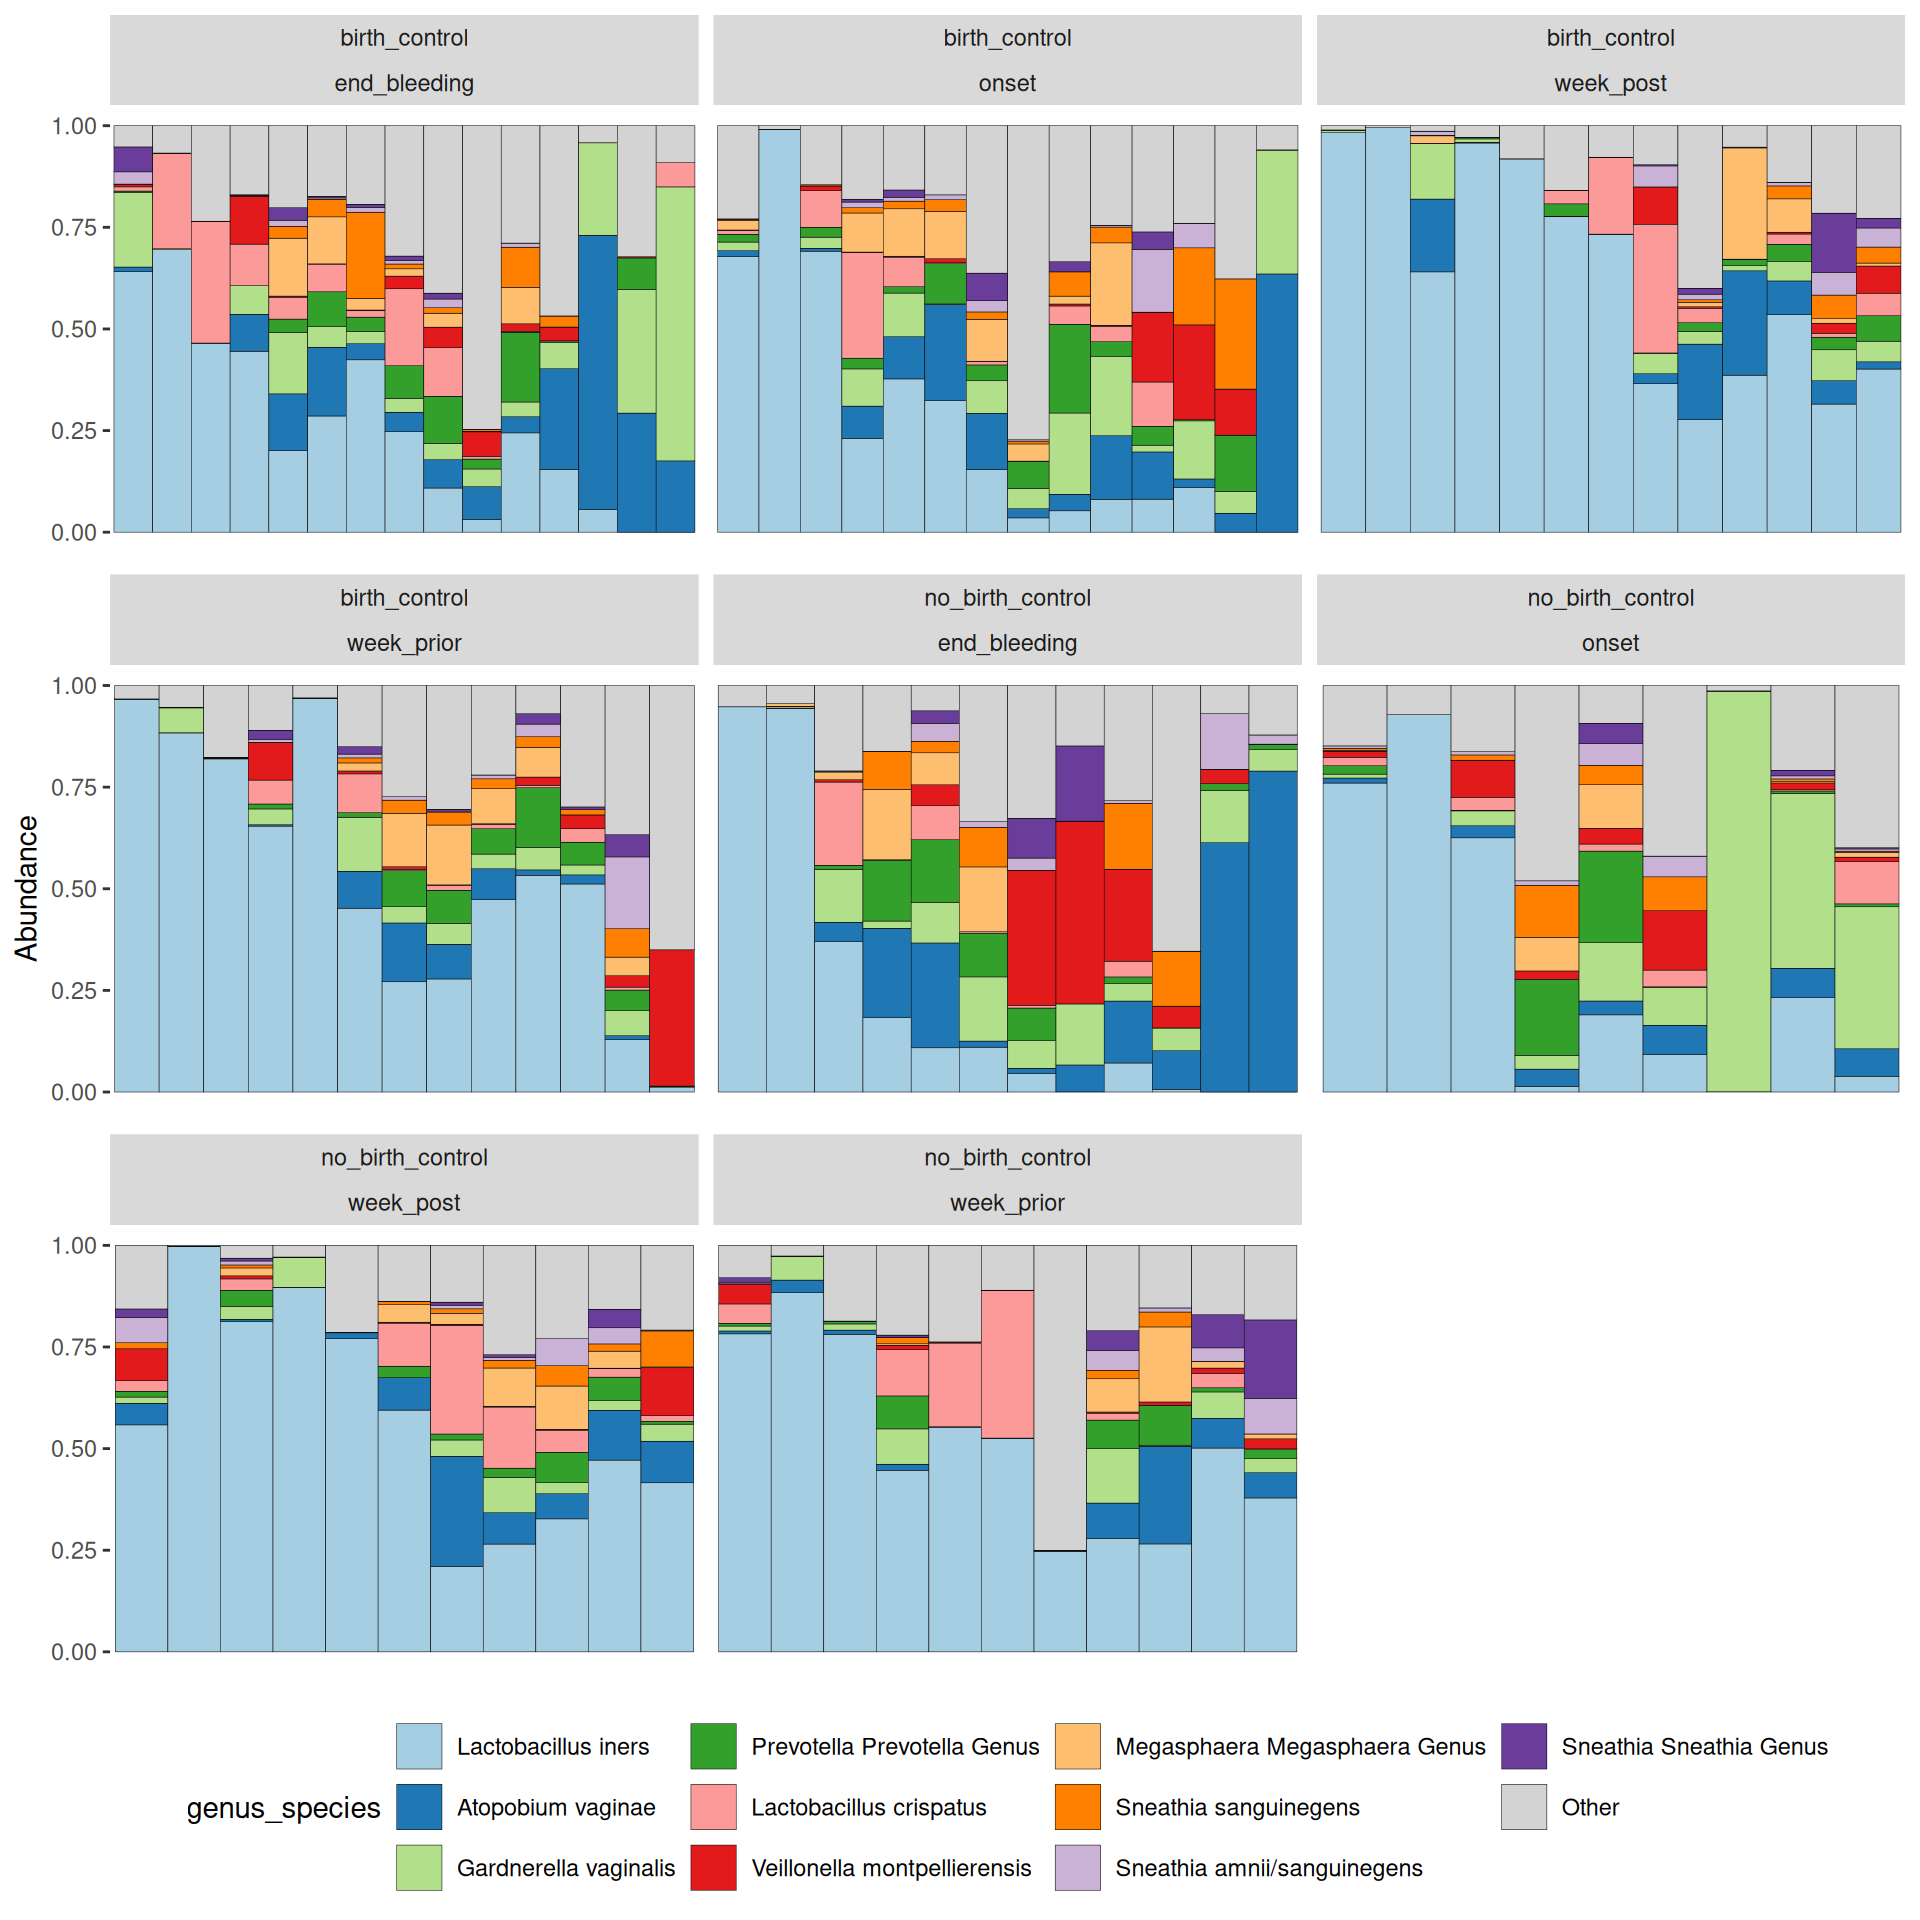 birth_control
end_bleeding
birth_control
onset
birth_control
week_post
1.00
0.75
0.50
0.25
0.00
birth_control
week_prior
no_birth_control
end_bleeding
no_birth_control
onset
1.00
0.75
0.50
0.25
0.00
Abundance
no_birth_control
week_post
no_birth_control
week_prior
1.00
0.75
0.50
0.25
0.00
genus_species
Lactobacillus iners
Atopobium vaginae
Gardnerella vaginalis
Prevotella Prevotella Genus
Lactobacillus crispatus
Veillonella montpellierensis
Megasphaera Megasphaera Genus
Sneathia sanguinegens
Sneathia amnii/sanguinegens
Sneathia Sneathia Genus
Other